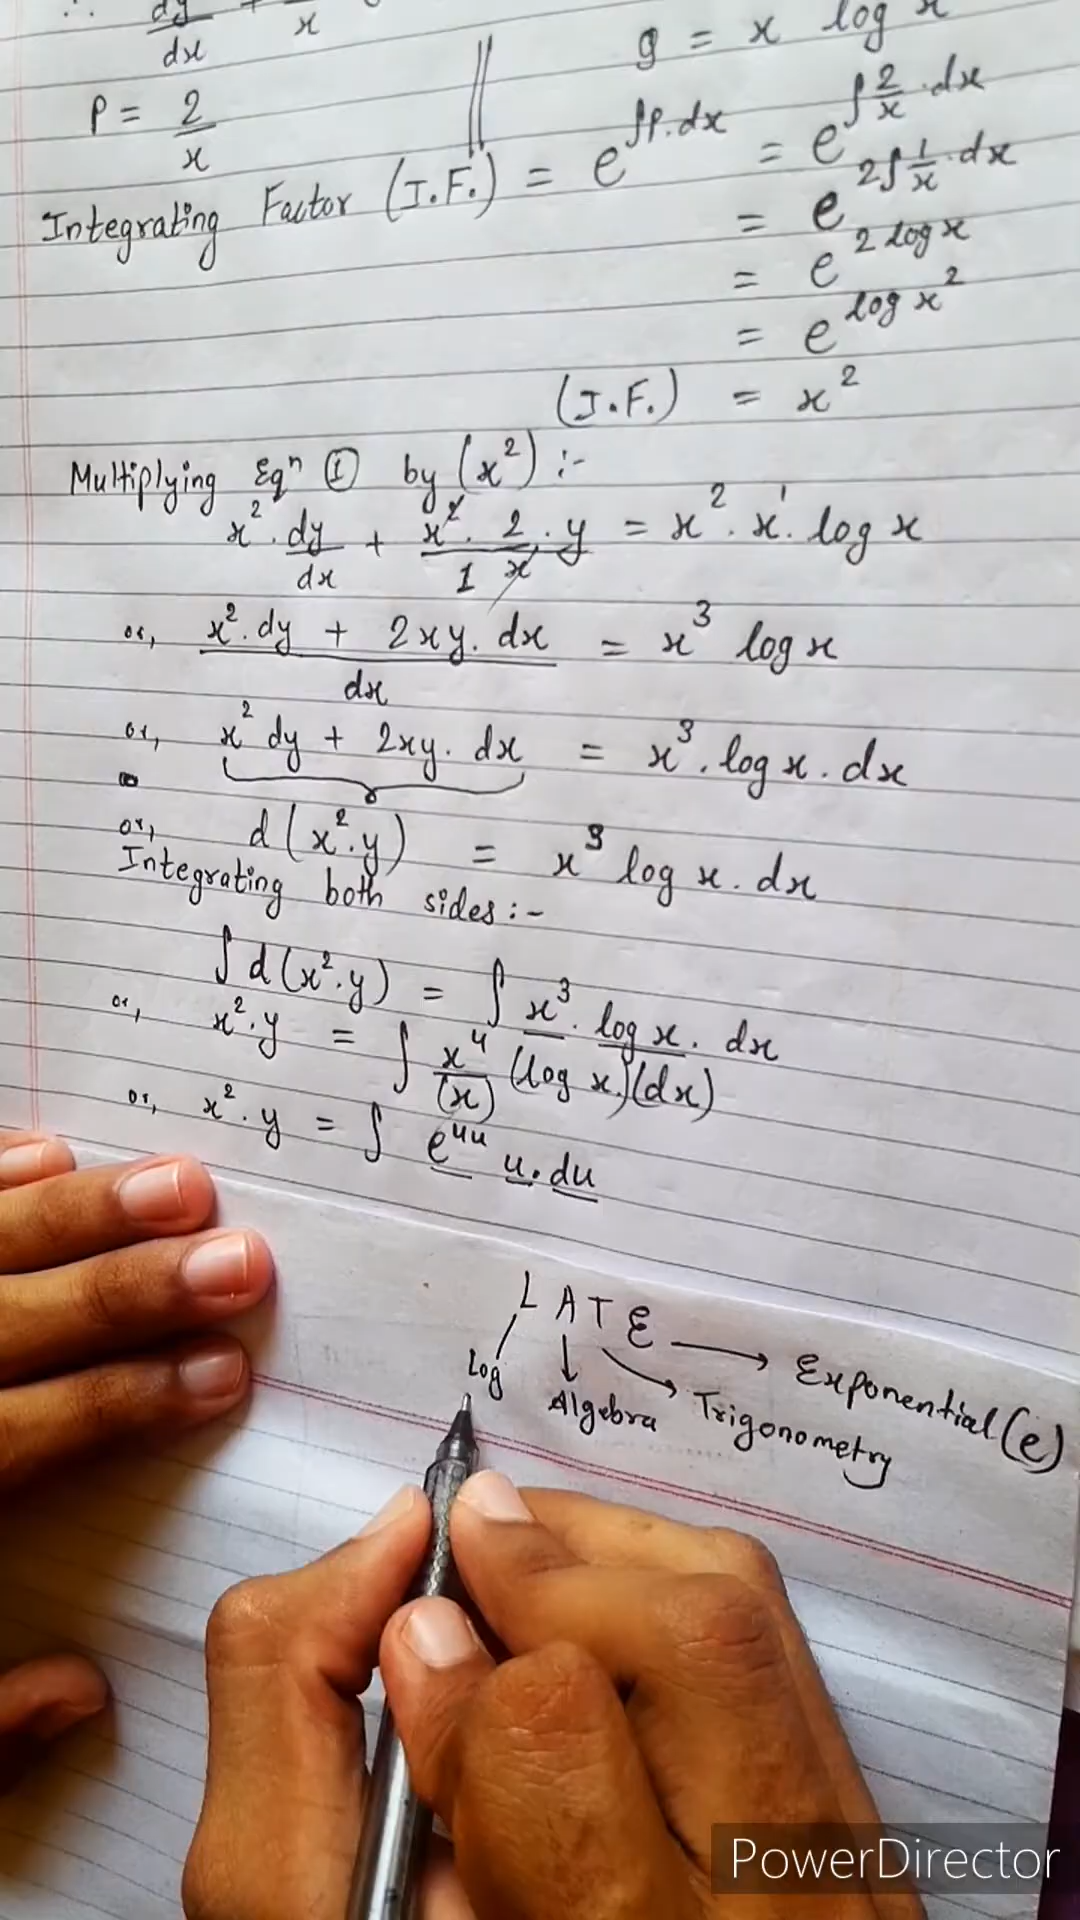 ∴ dy/dx + /x
P = 2/x || Q = x log x
Integrating Factor (I.F.) = e^∫P.dx = e^∫2/x .dx
= e^2∫1/x .dx
= e^2 log x
= e^log x^2
(I.F.) = x^2
Multiplying Eqⁿ ① by (x^2) :-
x^2 . dy/dx + x^2 . 2 . y/1 x = x^2 . x^1 . log x
or, x^2 . dy + 2xy . dx/dx = x^3 log x
or, x^2 dy + 2xy . dx = x^3 . log x . dx
or, d (x^2 . y) = x^3 log x . dx
Integrating both sides :-
∫ d (x^2 . y) = ∫ x^3 . log x . dx
or, x^2 . y = ∫ x^4/(x) (log x.)(dx)
or, x^2 . y = ∫ e^4u u . du
L A T E → Exponential (e)
Log Algebra Trigonometry
PowerDirector